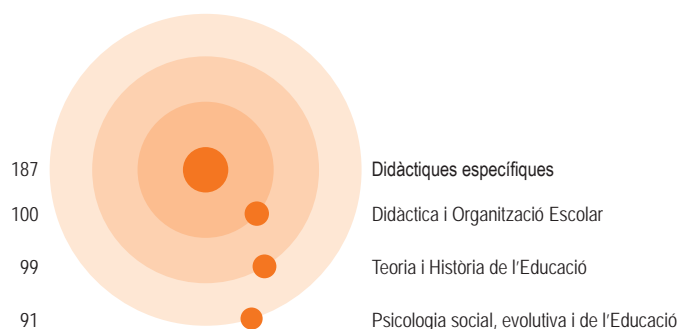 187 Didàctiques específiques
100 Didàctica i Organització Escolar
99 Teoria i Història de l'Educació
91 Psicologia social, evolutiva i de l'Educació